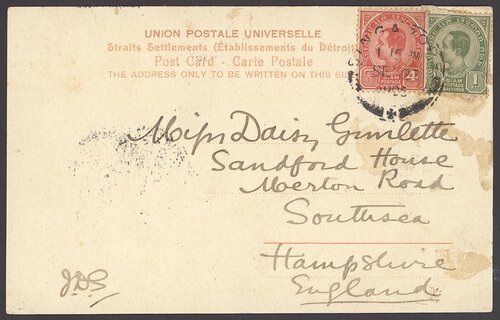 UNION POSTALE UNIVERSELLE
Straits Settlements (Établissements du Détroit)
Post Card - Carte Postale
THE ADDRESS ONLY TO BE WRITTEN ON THIS SIDE
SIAM
1
Miss Daisy Gimlette
Sandford House
Merton Road
Southsea
Hampshire
England
J.D.G.